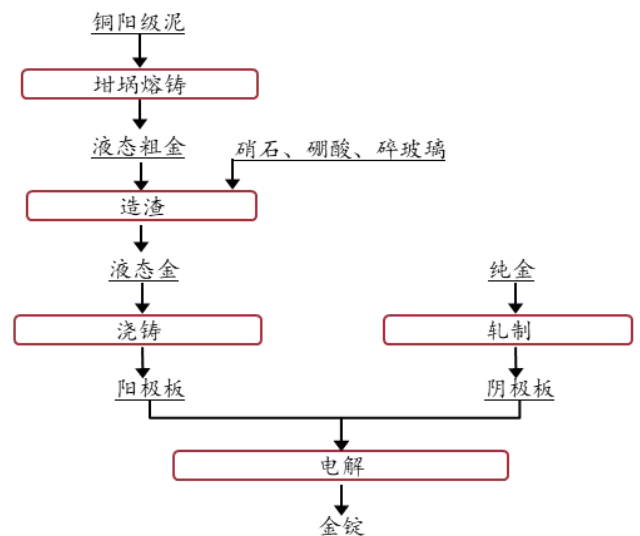 铜阳级泥
坩埚熔铸
液态粗金
硝石、硼酸、碎玻璃
造渣
液态金
纯金
浇铸
轧制
阳极板
阴极板
电解
金锭